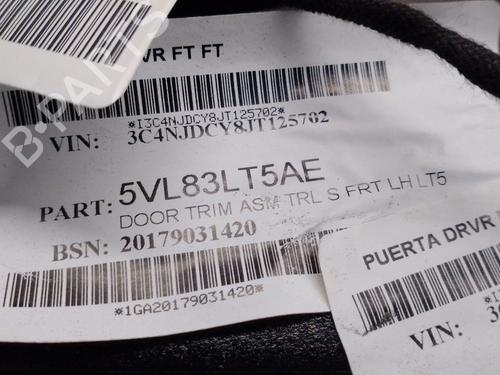 VR FT FT
*I3C4NJDCY8JT125702*
VIN: 3C4NJDCY8JT125702
PART: 5VL83LT5AE
DOOR TRIM ASM TRL S FRT LH LT5
BSN: 20179031420
*1GA20179031420*
PUERTA DRVR
VIN:
B-PARTS